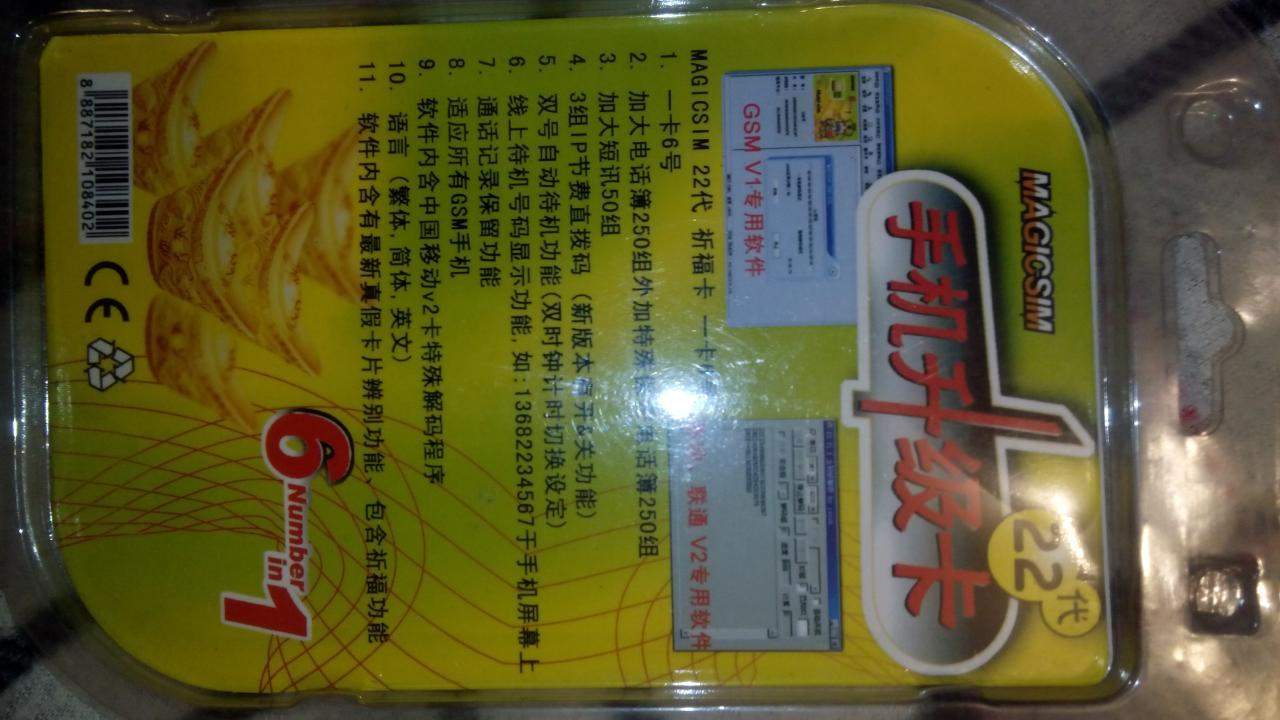 MAGICSIM
手机升级卡
22代
GSM V1专用软件
联通 V2专用软件
MAGICSIM 22代 祈福卡 一卡
1. 一卡6号
2. 加大电话簿250组外加特殊 话簿250组
3. 加大短讯50组
4. 3组IP节费直拨码 (新版本 开&关功能)
5. 双号自动待机功能(双时钟计时切换设定)
6. 线上待机号码显示功能,如:13682234567于手机屏幕上
7. 通话记录保留功能
8. 适应所有GSM手机
9. 软件内含中国移动v2卡特殊解码程序
10. 语言 (繁体,简体,英文)
11. 软件内含有最新真假卡片辨别功能、包含祈福功能
6 Number in 1
8 887182 108402
CE